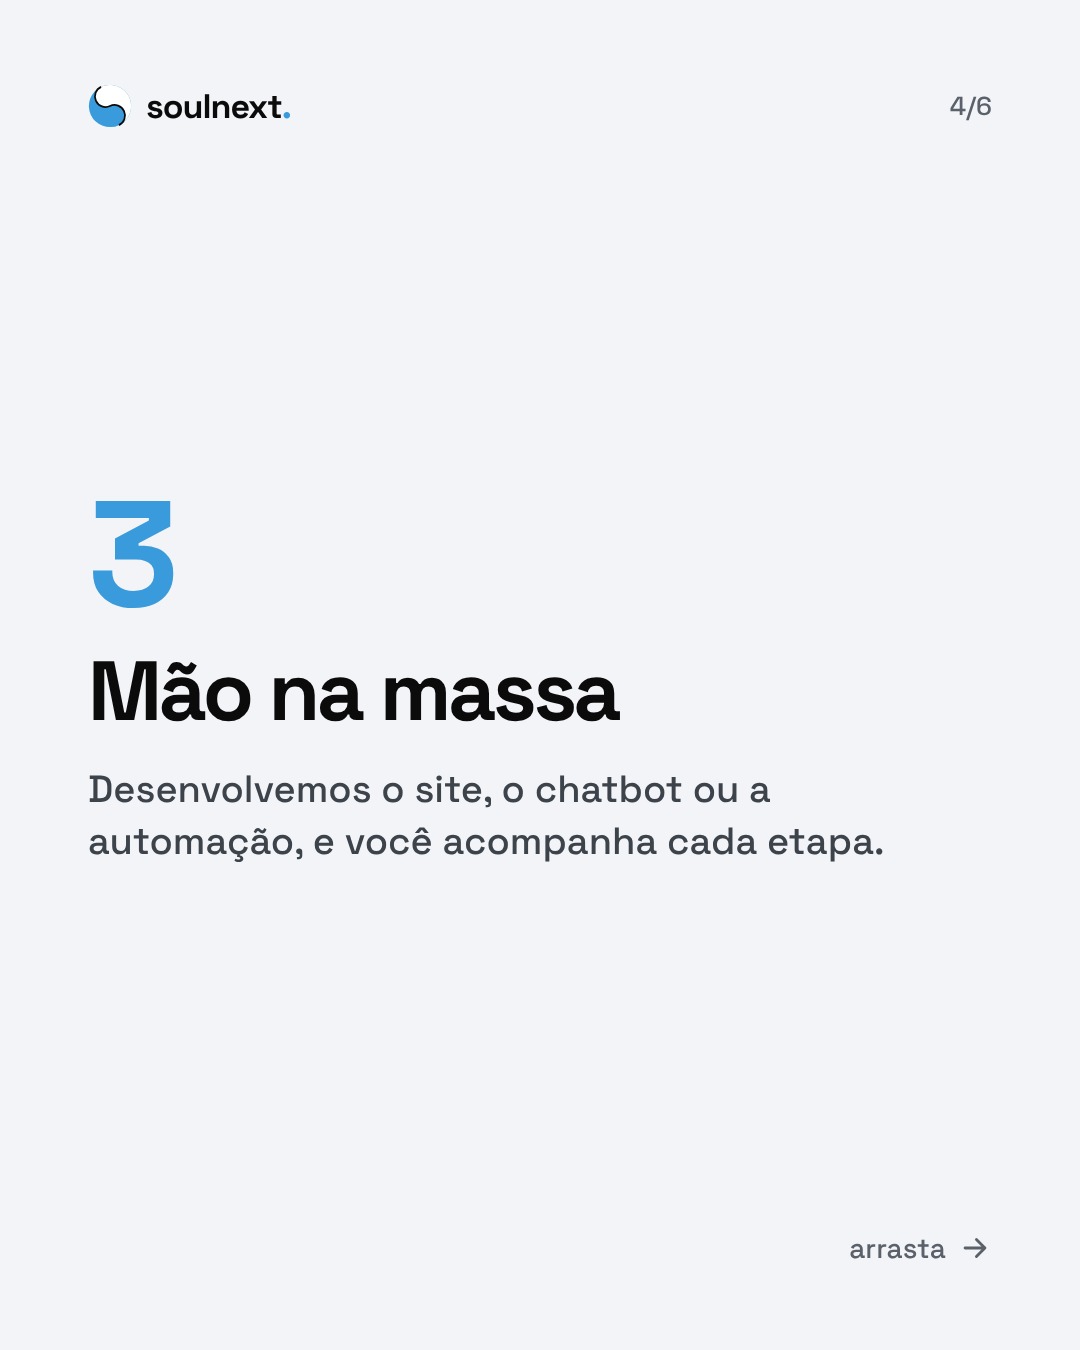 soulnext.
4/6
3
Mão na massa
Desenvolvemos o site, o chatbot ou a
automação, e você acompanha cada etapa.
arrasta →